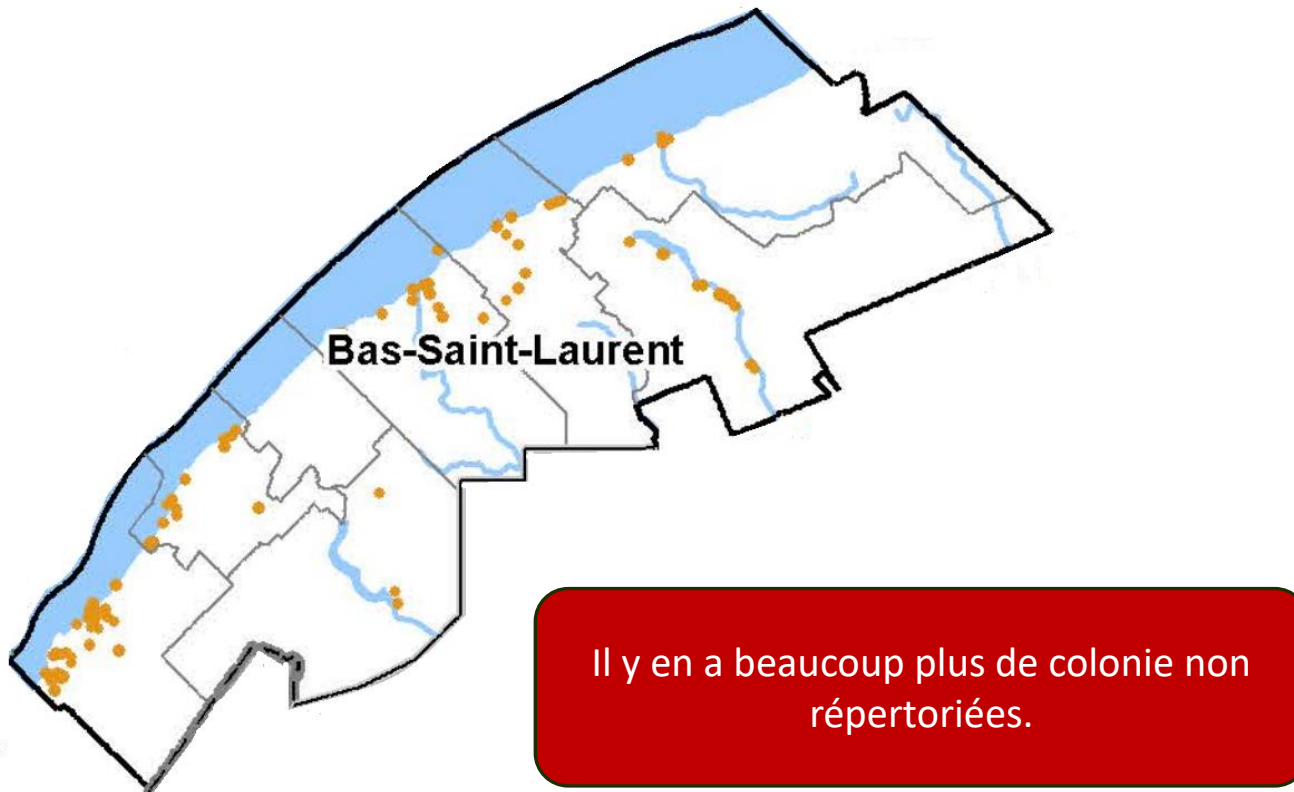 Bas-Saint-Laurent
Il y en a beaucoup plus de colonie non
répertoriées.